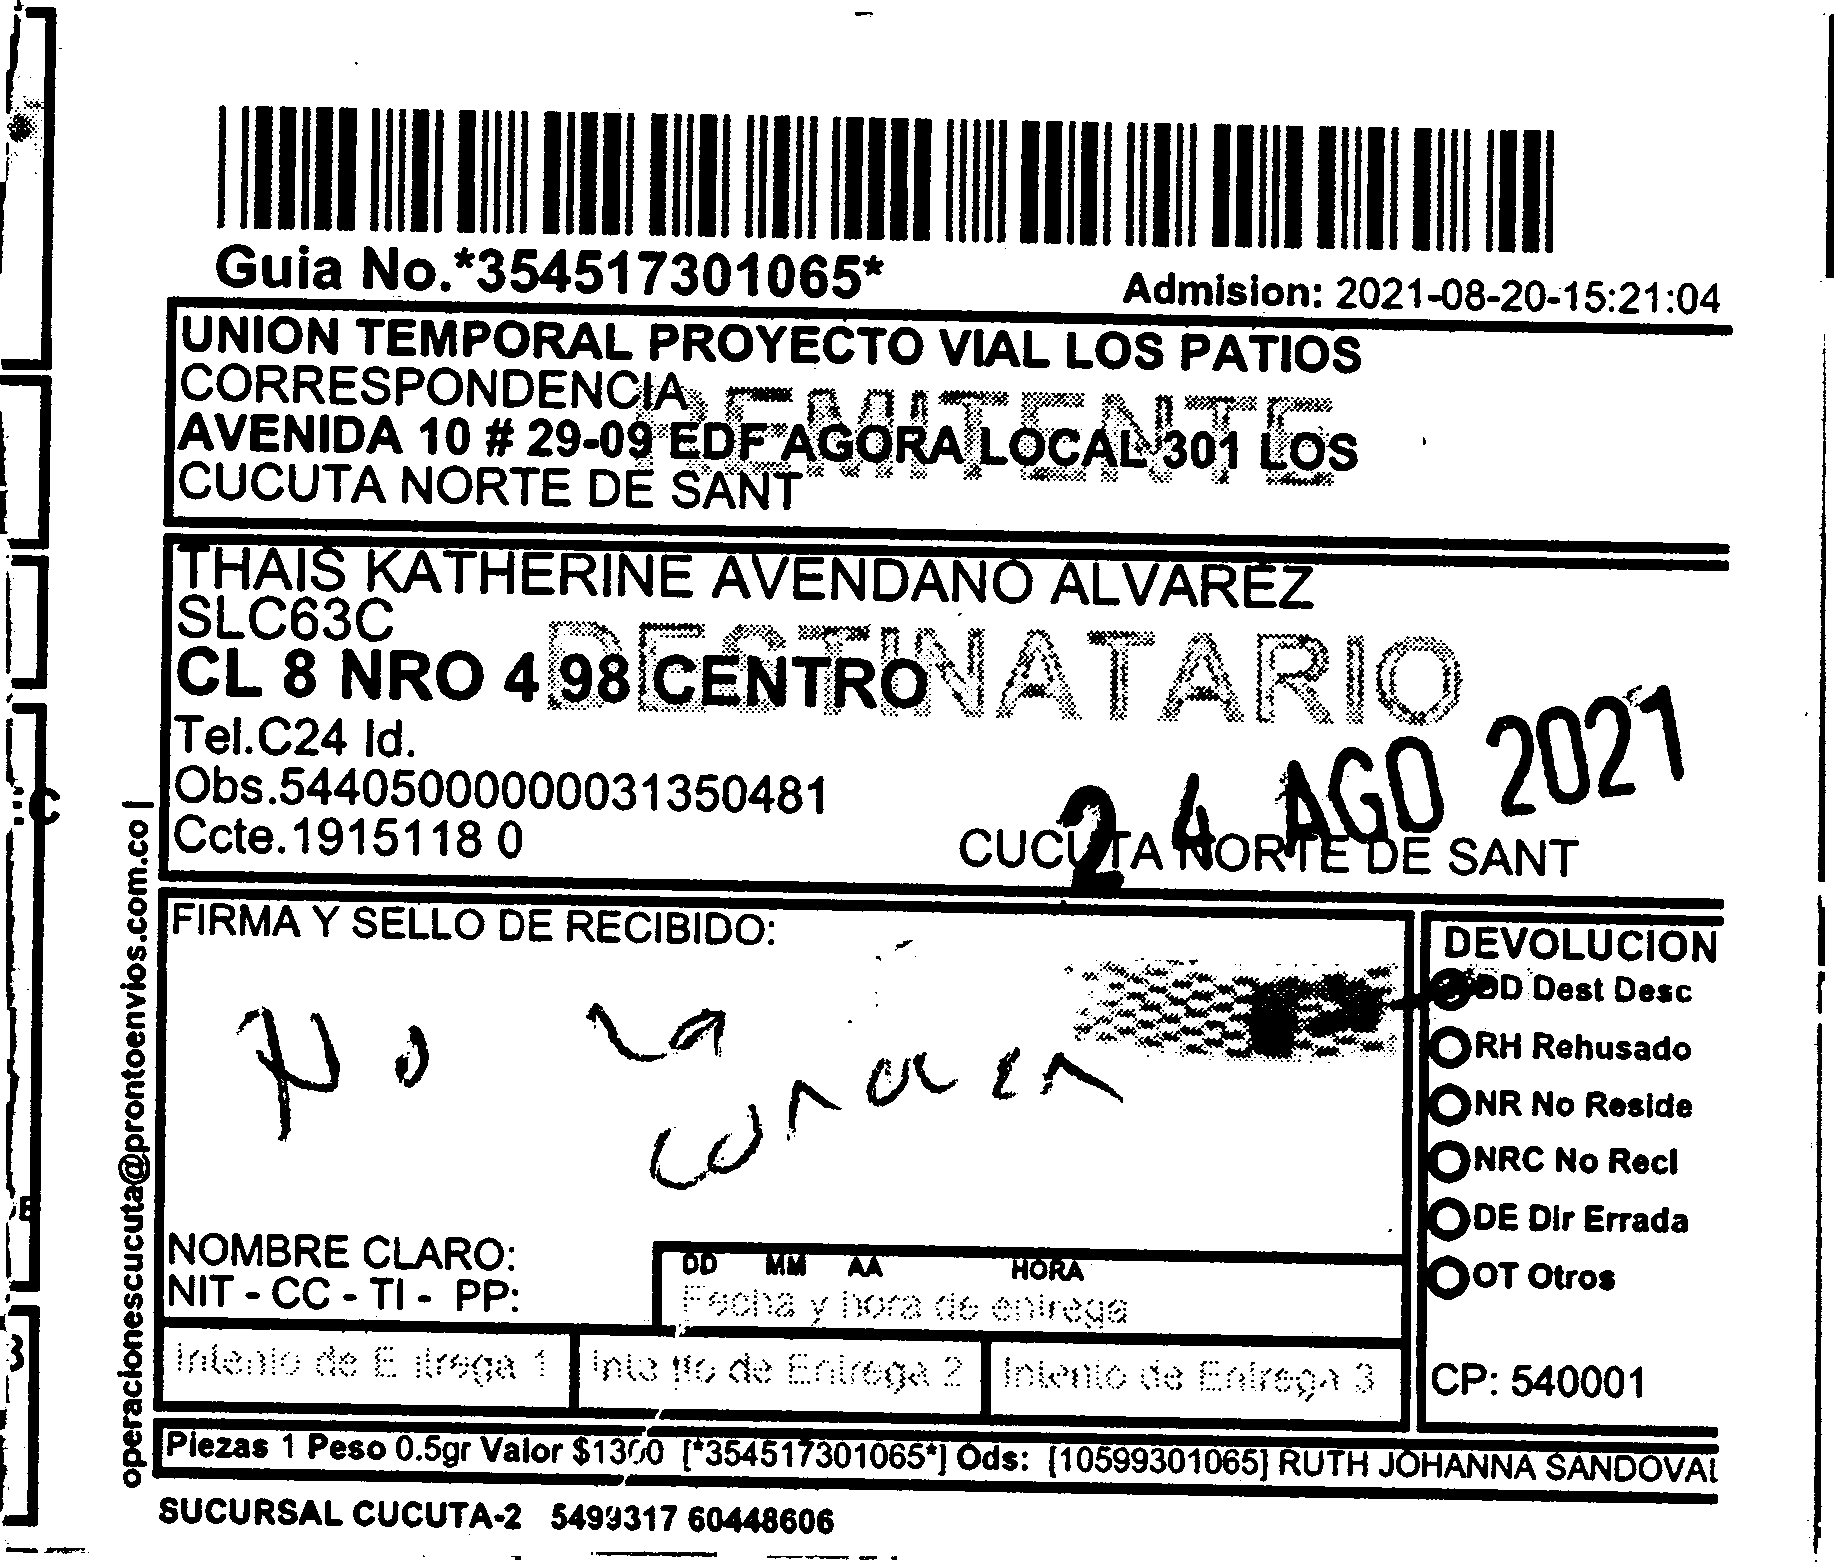 Guia No.*354517301065*
Admision: 2021-08-20-15:21:04
UNION TEMPORAL PROYECTO VIAL LOS PATIOS
CORRESPONDENCIA
REMITENTE
AVENIDA 10 # 29-09 EDF AGORA LOCAL 301 LOS
CUCUTA NORTE DE SANT
THAIS KATHERINE AVENDANO ALVAREZ
SLC63C
DESTINATARIO
CL 8 NRO 4 98 CENTRO
Tel.C24 Id.
Obs.544050000000031350481
24 AGO 2021
Ccte.1915118 0
CUCUTA NORTE DE SANT
FIRMA Y SELLO DE RECIBIDO:
No La
conocen
DEVOLUCION
DD Dest Desc
RH Rehusado
NR No Reside
NRC No Recl
DE Dir Errada
OT Otros
NOMBRE CLARO:
NIT - CC - TI - PP:
DD MM AA HORA
Fecha y hora de entrega
Intento de Entrega 1
Intento de Entrega 2
Intento de Entrega 3
CP: 540001
Piezas 1 Peso 0.5gr Valor $1300 [*354517301065*] Ods: [10599301065] RUTH JOHANNA SANDOVAL
SUCURSAL CUCUTA-2 60448606
operacionescucuta@prontoenvios.com.co |